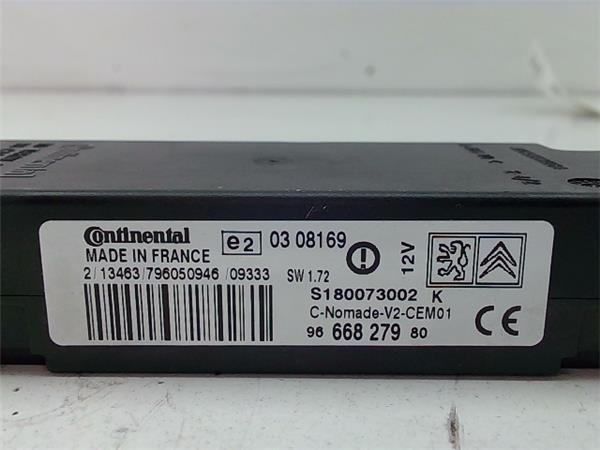 Continental
MADE IN FRANCE
e2 03 08169
2/13463/796050946/09333
SW 1.72
12V
S180073002 K
C-Nomade-V2-CEM01
96 668 279 80
CE